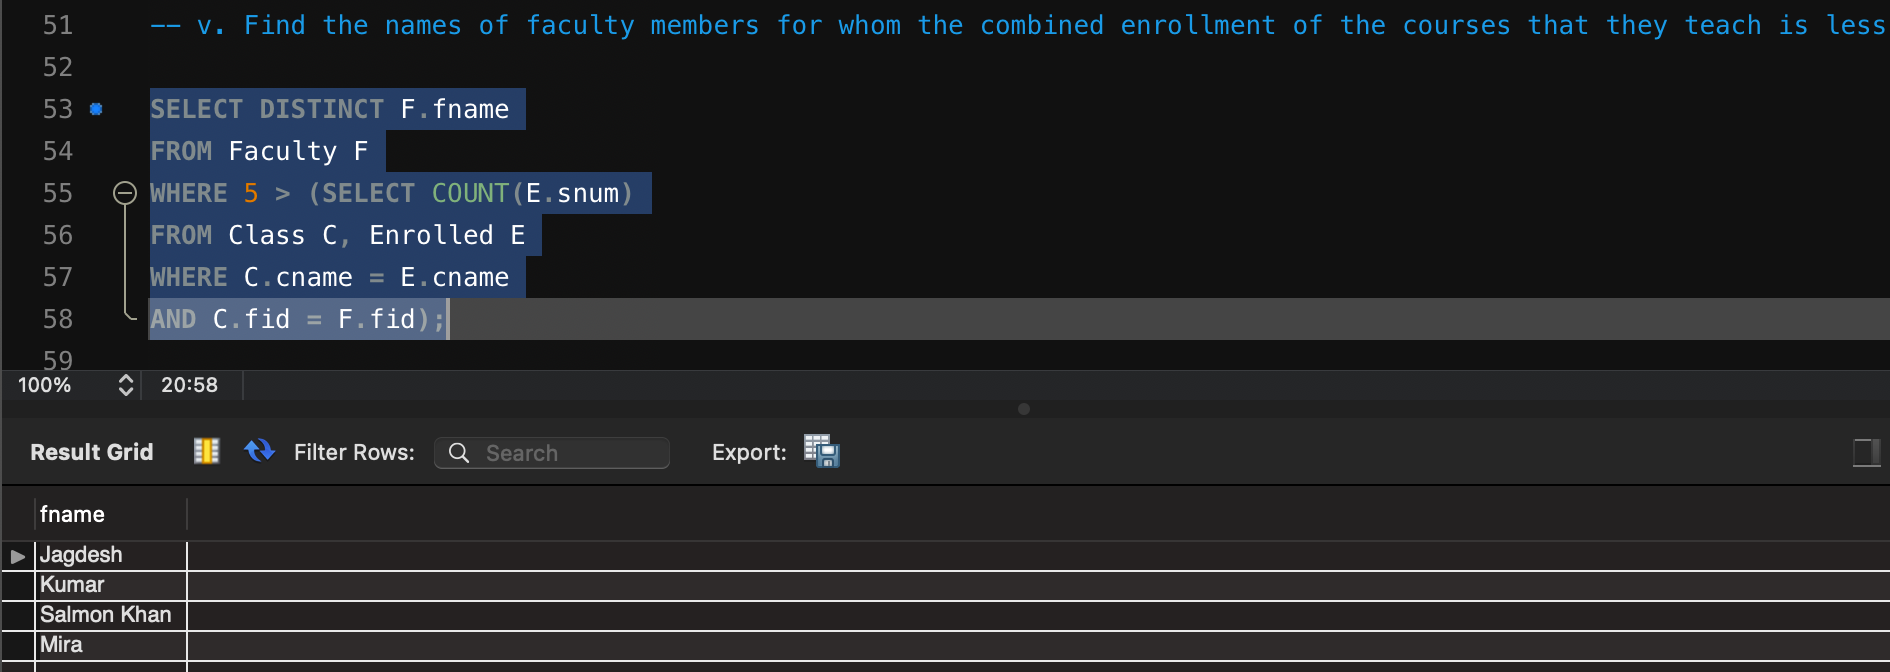 51 -- v. Find the names of faculty members for whom the combined enrollment of the courses that they teach is less
52
53 SELECT DISTINCT F.fname
54 FROM Faculty F
55 WHERE 5 > (SELECT COUNT(E.snum)
56 FROM Class C, Enrolled E
57 WHERE C.cname = E.cname
58 AND C.fid = F.fid);
59
100% 20:58
Result Grid Filter Rows: Search Export:
fname
Jagdesh
Kumar
Salmon Khan
Mira